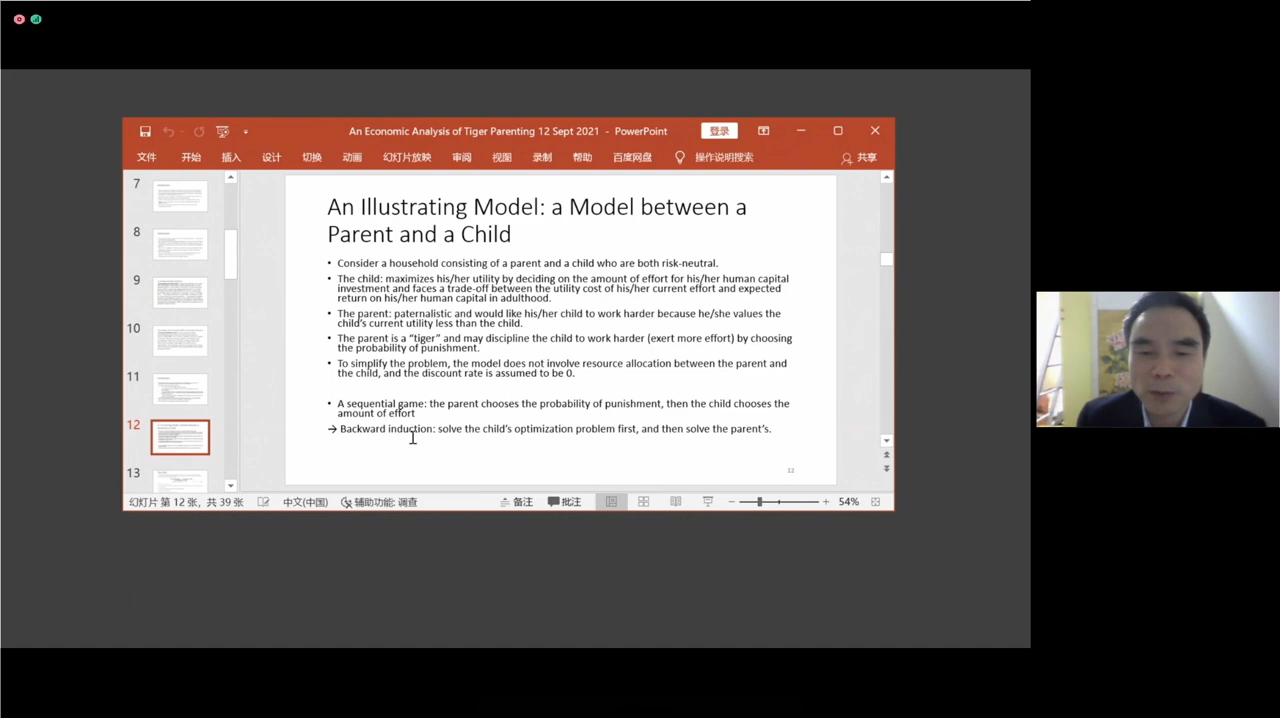 An Economic Analysis of Tiger Parenting 12 Sept 2021 - PowerPoint
登录
文件 开始 插入 设计 切换 动画 幻灯片放映 审阅 视图 录制 帮助 百度网盘 操作说明搜索 共享
7
8
9
10
11
12
13
An Illustrating Model: a Model between a
Parent and a Child
• Consider a household consisting of a parent and a child who are both risk-neutral.
• The child: maximizes his/her utility by deciding on the amount of effort for his/her human capital
investment and faces a trade-off between the utility cost of his/her current effort and expected
return on his/her human capital in adulthood.
• The parent: paternalistic and would like his/her child to work harder because he/she values the
child's current utility less than the child.
• The parent is a “tiger” and may discipline the child to work harder (exert more effort) by choosing
the probability of punishment.
• To simplify the problem, the model does not involve resource allocation between the parent and
the child, and the discount rate is assumed to be 0.
• A sequential game: the parent chooses the probability of punishment, then the child chooses the
amount of effort
→ Backward induction: solve the child's optimization problem first, and then solve the parent's.
12
幻灯片 第 12 张，共 39 张 中文(中国) 辅助功能: 调查 备注 批注 54%